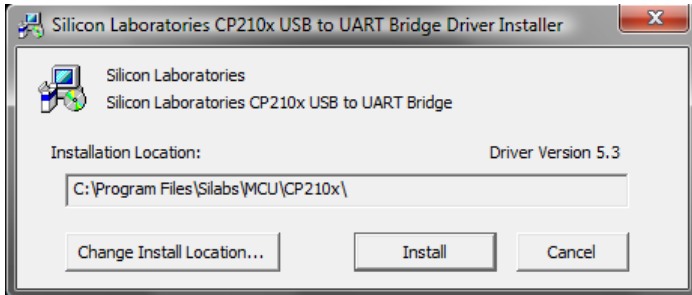 Silicon Laboratories CP210x USB to UART Bridge Driver Installer
Silicon Laboratories
Silicon Laboratories CP210x USB to UART Bridge
Installation Location: Driver Version 5.3
C:\Program Files\Silabs\MCU\CP210x\
Change Install Location... Install Cancel